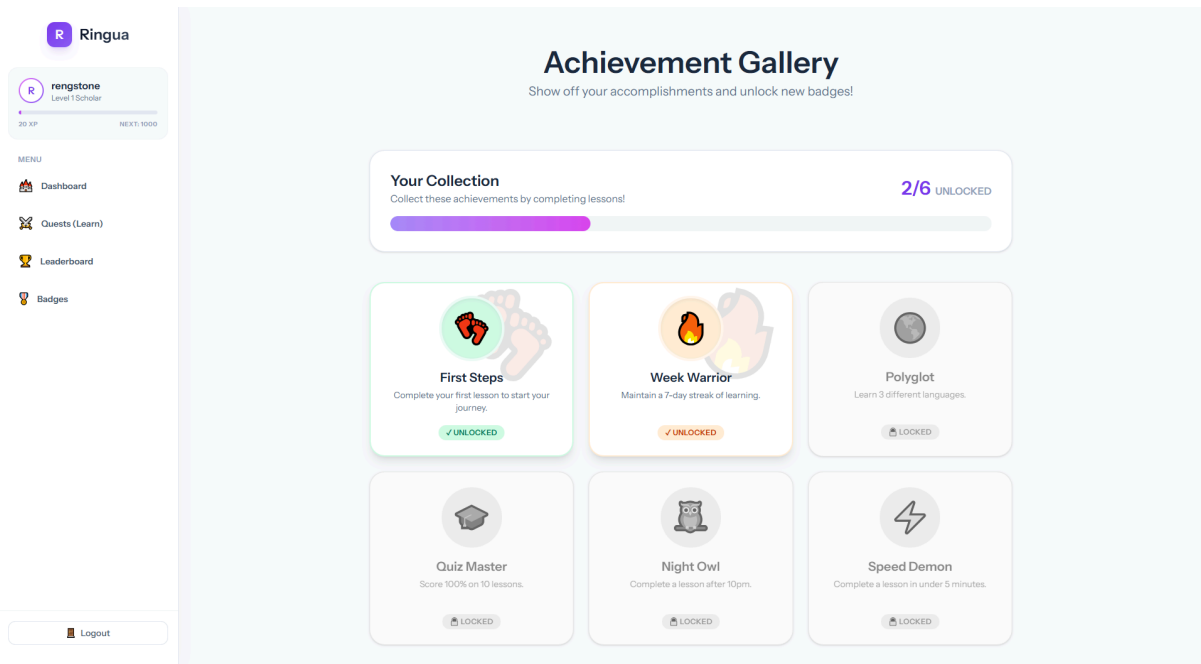 R Ringua
R
rengstone
Level 1 Scholar
20 XP NEXT: 1000
MENU
Dashboard
Quests (Learn)
Leaderboard
Badges
Logout
Achievement Gallery
Show off your accomplishments and unlock new badges!
Your Collection
Collect these achievements by completing lessons!
2/6 UNLOCKED
First Steps
Complete your first lesson to start your
journey.
✓ UNLOCKED
Week Warrior
Maintain a 7-day streak of learning.
✓ UNLOCKED
Polyglot
Learn 3 different languages.
LOCKED
Quiz Master
Score 100% on 10 lessons.
LOCKED
Night Owl
Complete a lesson after 10pm.
LOCKED
Speed Demon
Complete a lesson in under 5 minutes.
LOCKED